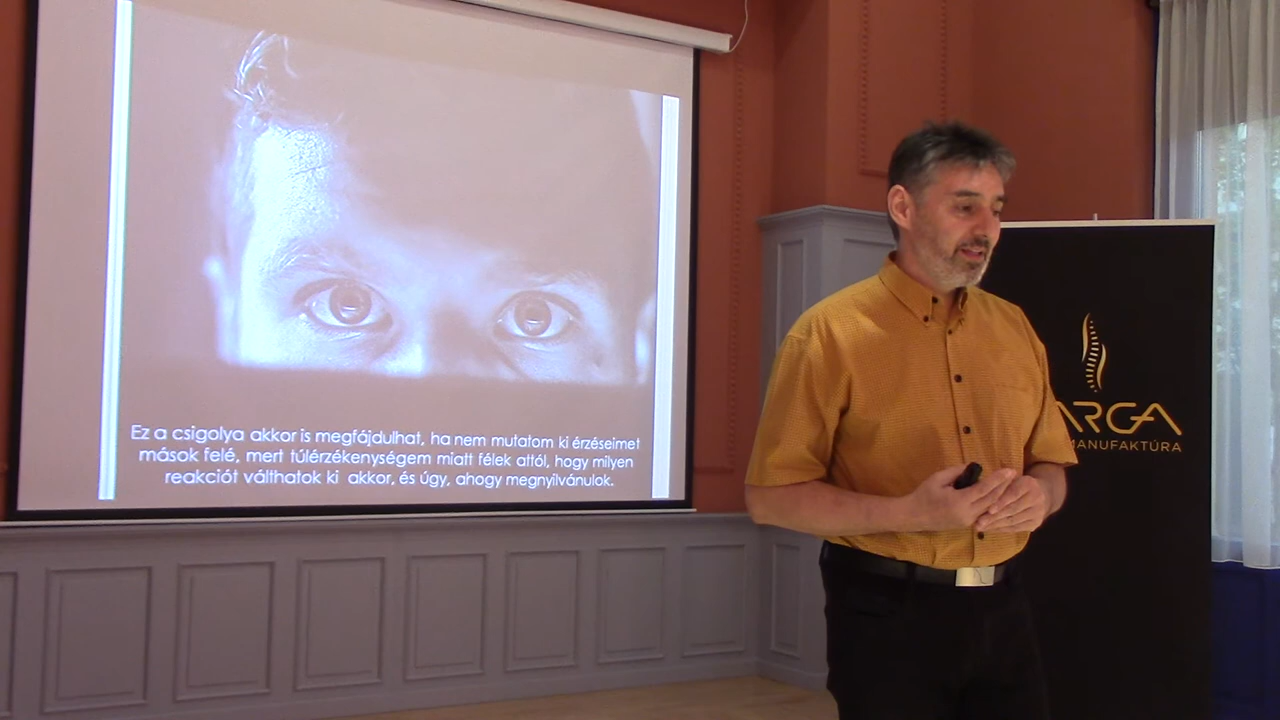 Ez a csigolya akkor is megfájdulhat, ha nem mutatom ki érzéseimet
mások felé, mert túlérzékenységem miatt félek attól, hogy milyen
reakciót válthatok ki akkor, és úgy, ahogy megnyilvánulok.
ARGA
MANUFAKTÚRA